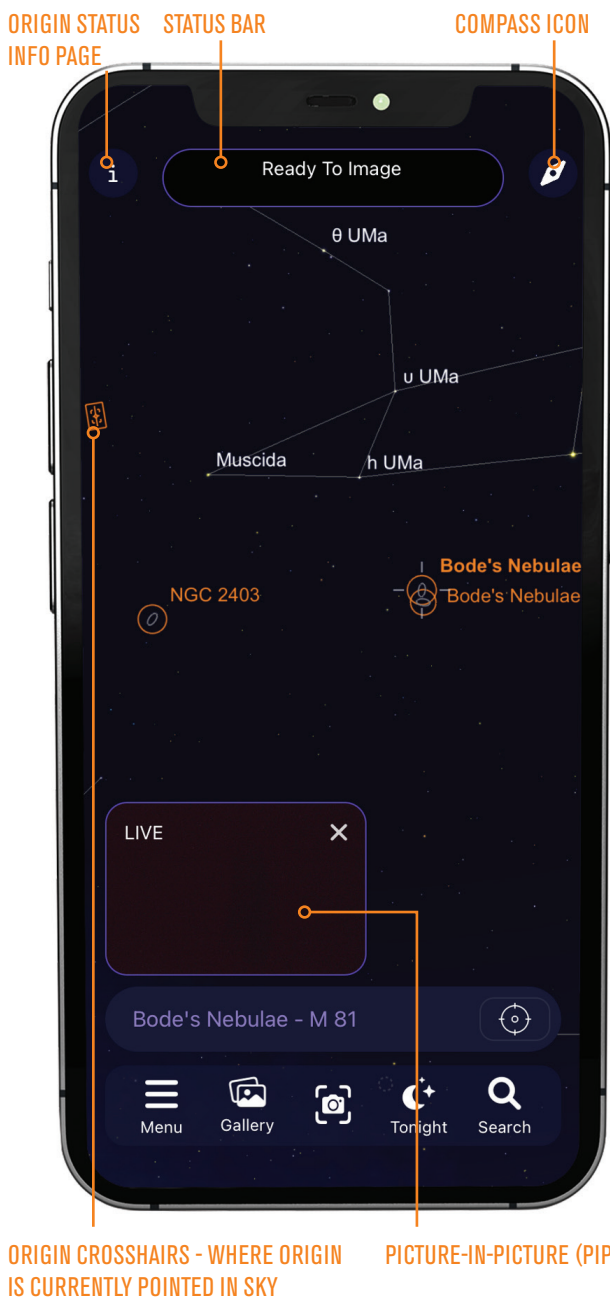 ORIGIN STATUS
INFO PAGE
STATUS BAR
COMPASS ICON
i
Ready To Image
θ UMa
υ UMa
Muscida
h UMa
Bode's Nebulae
NGC 2403
Bode's Nebulae
LIVE
Bode's Nebulae - M 81
Menu
Gallery
Tonight
Search
ORIGIN CROSSHAIRS - WHERE ORIGIN
IS CURRENTLY POINTED IN SKY
PICTURE-IN-PICTURE (PIP